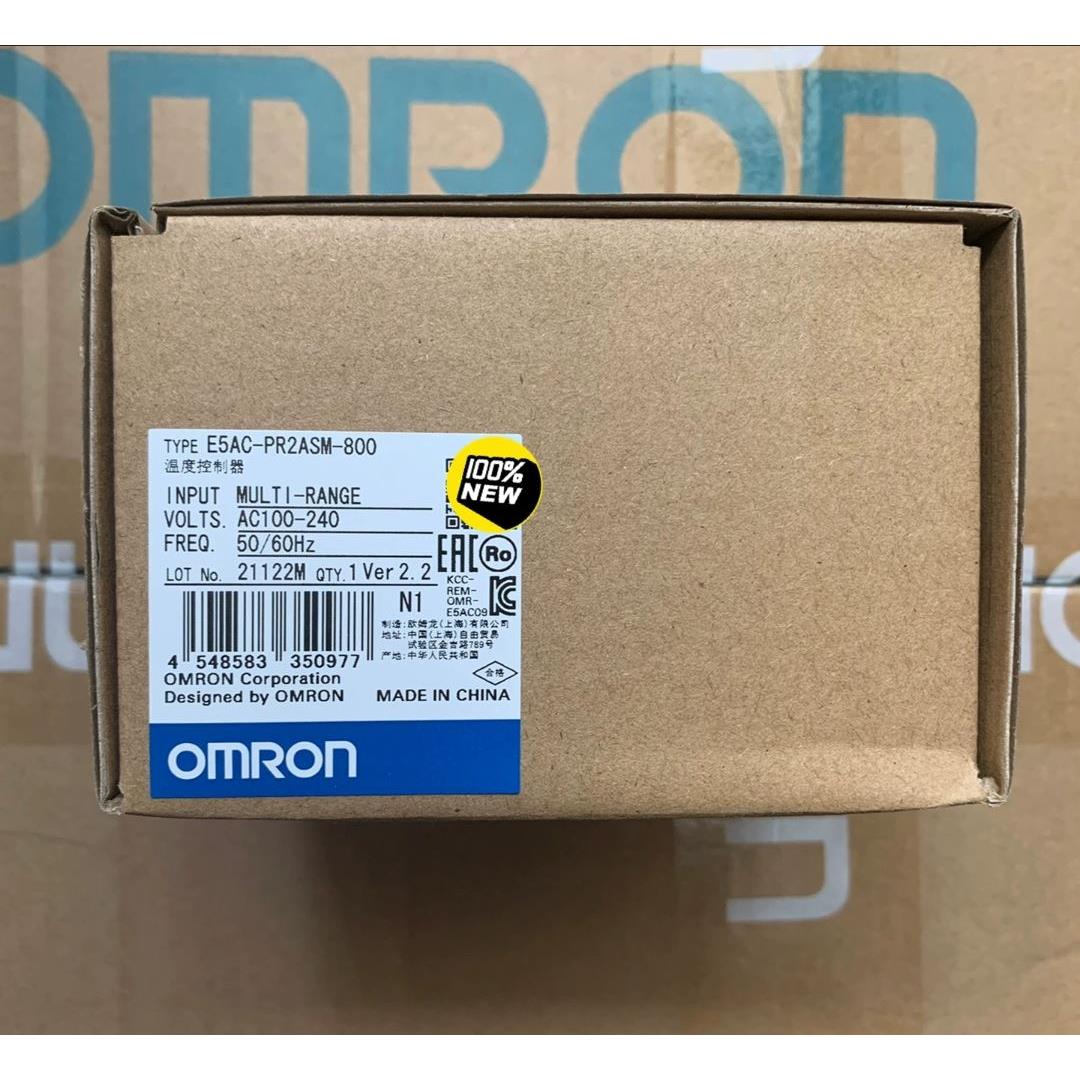 OMRON
TYPE E5AC-PR2ASM-800
温度控制器
100%
NEW
INPUT MULTI-RANGE
VOLTS. AC100-240
FREQ. 50/60Hz
EAC Ro
LOT No. 21122M QTY. 1 Ver 2.2
KCC-
REM-
OMR-
E5AC09
N1
制造:欧姆龙(上海)有限公司
地址:中国(上海)自由贸易
试验区金吉路789号
产地:中华人民共和国
4 548583 350977
合格
OMRON Corporation
Designed by OMRON MADE IN CHINA
OMRON